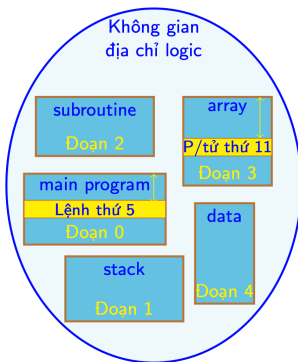 Không gian
địa chỉ logic
subroutine
Đoạn 2
array
P/tử thứ 11
Đoạn 3
main program
Lệnh thứ 5
Đoạn 0
data
Đoạn 4
stack
Đoạn 1